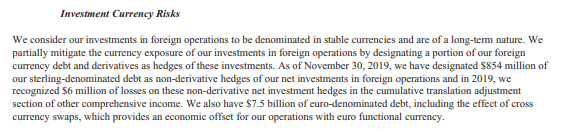 Investment Currency Risks
We consider our investments in foreign operations to be denominated in stable currencies and are of a long-term nature. We
partially mitigate the currency exposure of our investments in foreign operations by designating a portion of our foreign
currency debt and derivatives as hedges of these investments. As of November 30, 2019, we have designated $854 million of
our sterling-denominated debt as non-derivative hedges of our net investments in foreign operations and in 2019, we
recognized $6 million of losses on these non-derivative net investment hedges in the cumulative translation adjustment
section of other comprehensive income. We also have $7.5 billion of euro-denominated debt, including the effect of cross
currency swaps, which provides an economic offset for our operations with euro functional currency.